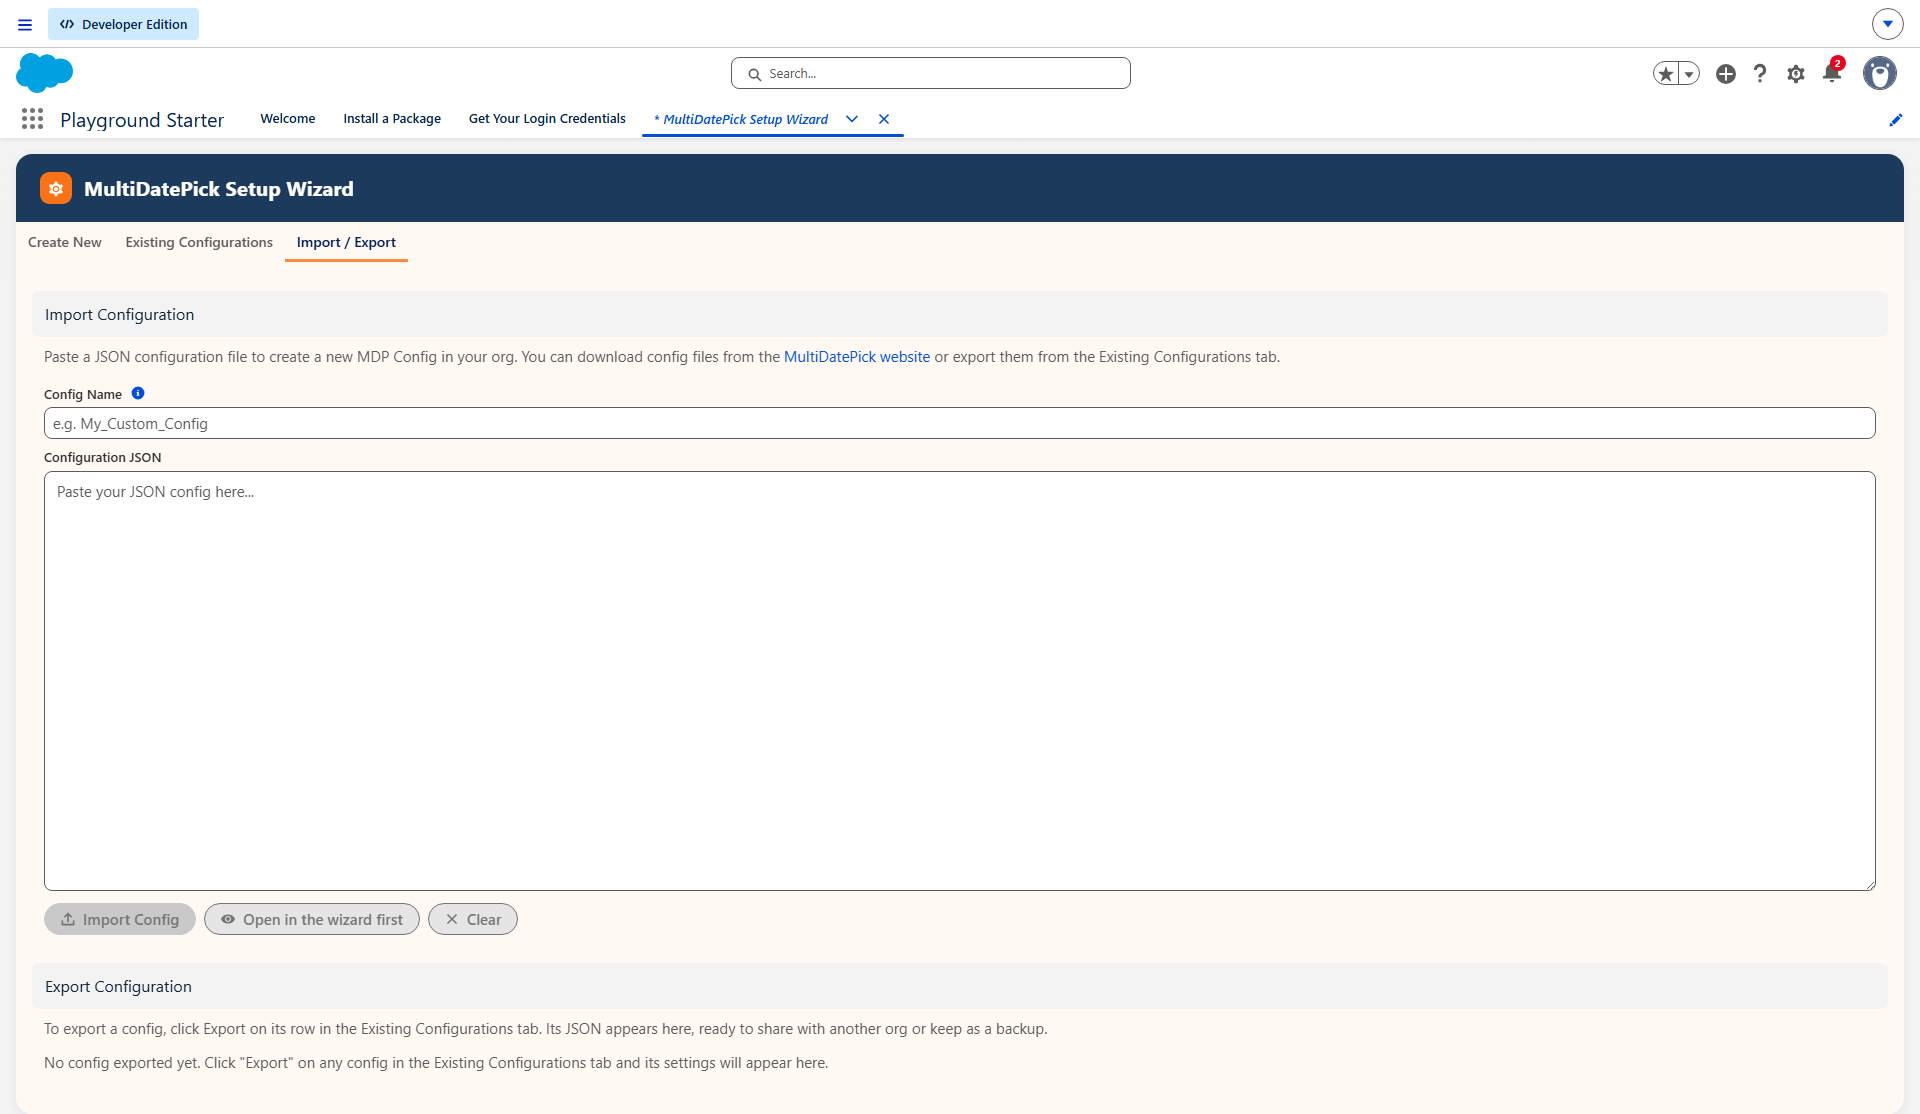 Developer Edition
Search...
2
Playground Starter
Welcome
Install a Package
Get Your Login Credentials
* MultiDatePick Setup Wizard
MultiDatePick Setup Wizard
Create New
Existing Configurations
Import / Export
Import Configuration
Paste a JSON configuration file to create a new MDP Config in your org. You can download config files from the MultiDatePick website or export them from the Existing Configurations tab.
Config Name
e.g. My_Custom_Config
Configuration JSON
Paste your JSON config here...
Import Config
Open in the wizard first
Clear
Export Configuration
To export a config, click Export on its row in the Existing Configurations tab. Its JSON appears here, ready to share with another org or keep as a backup.
No config exported yet. Click "Export" on any config in the Existing Configurations tab and its settings will appear here.